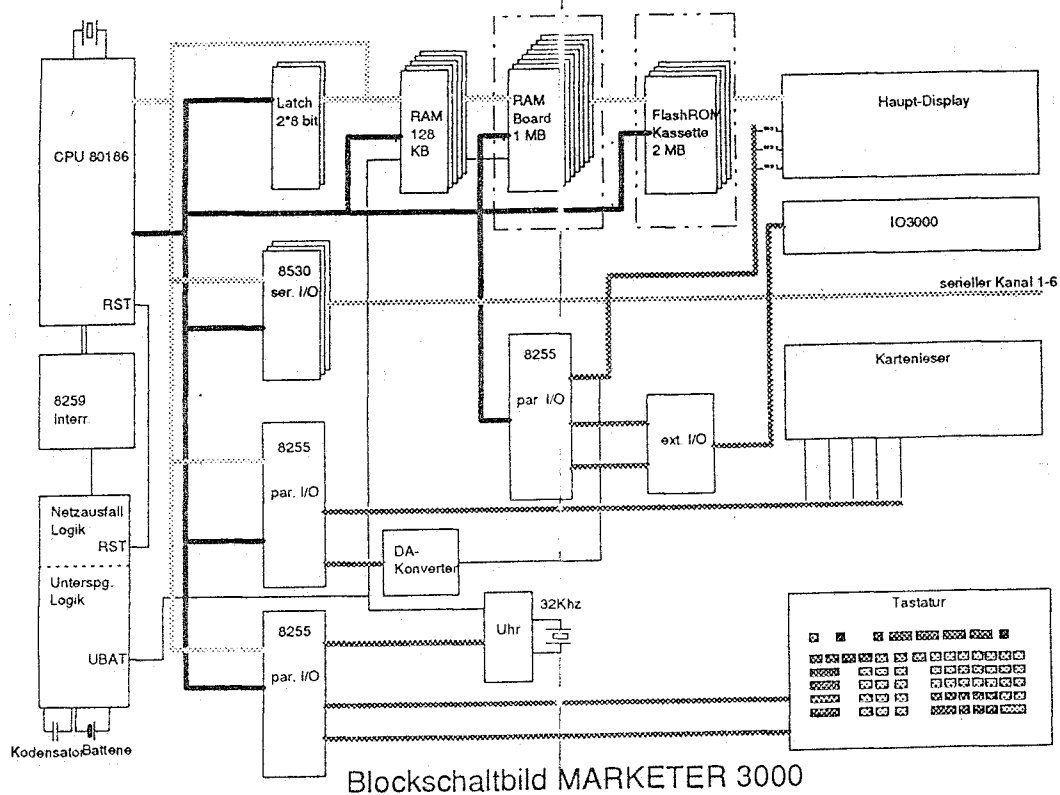 CPU 80186
RST
8259
Interr.
Netzausfall
Logik
RST
Unterspg.
Logik
UBAT
Kodensator
Battene
Latch
2*8 bit
RAM
128
KB
RAM
Board
1 MB
FlashROM
Kassette
2 MB
Haupt-Display
IO3000
serieller Kanal 1-6
8530
ser. I/O
8255
par. I/O
8255
par. I/O
ext. I/O
Kartenleser
DA-
Konverter
8255
par. I/O
Uhr
32Khz
Tastatur
Blockschaltbild MARKETER 3000